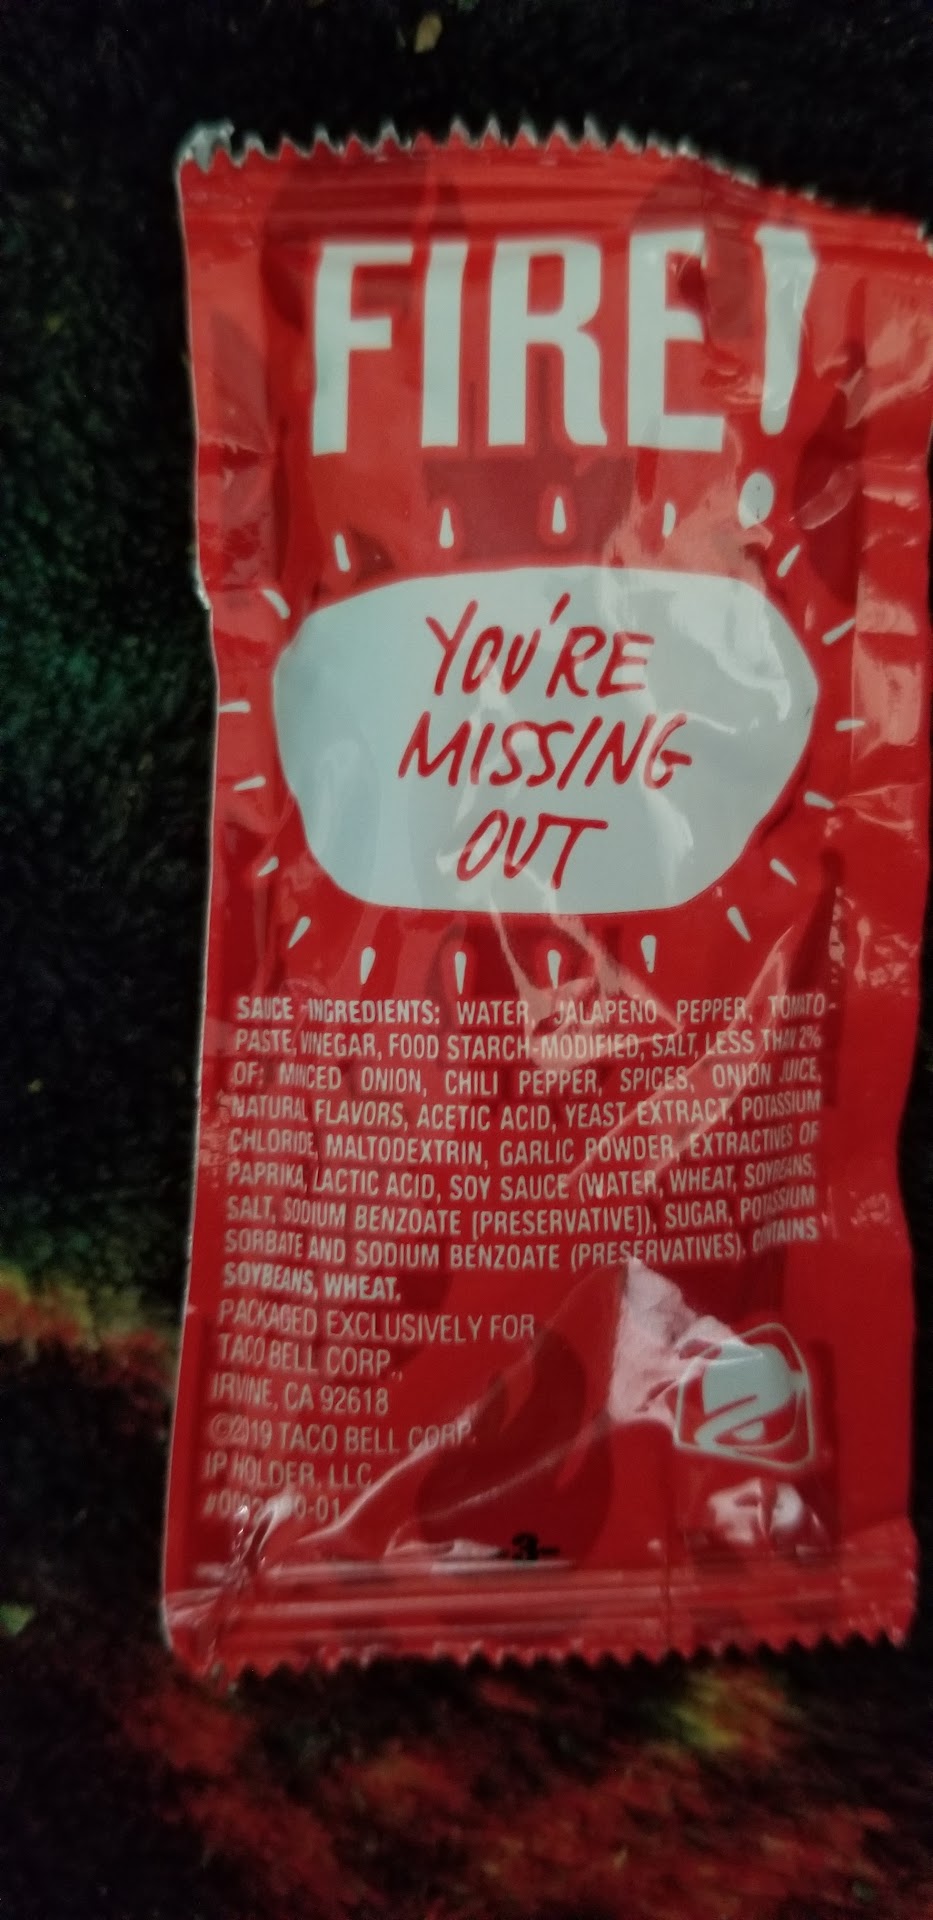 FIRE!
YOU'RE
MISSING
OUT
SAUCE INGREDIENTS: WATER, JALAPENO PEPPER, TOMATO
PASTE, VINEGAR, FOOD STARCH-MODIFIED, SALT, LESS THAN 2%
OF: MINCED ONION, CHILI PEPPER, SPICES, ONION JUICE,
NATURAL FLAVORS, ACETIC ACID, YEAST EXTRACT, POTASSIUM
CHLORIDE, MALTODEXTRIN, GARLIC POWDER, EXTRACTIVES OF
PAPRIKA, LACTIC ACID, SOY SAUCE (WATER, WHEAT, SOYBEANS,
SALT, SODIUM BENZOATE [PRESERVATIVE]), SUGAR, POTASSIUM
SORBATE AND SODIUM BENZOATE (PRESERVATIVES). CONTAINS
SOYBEANS, WHEAT.
PACKAGED EXCLUSIVELY FOR
TACO BELL CORP.,
IRVINE, CA 92618
©2019 TACO BELL CORP.
IP HOLDER, LLC
-3-